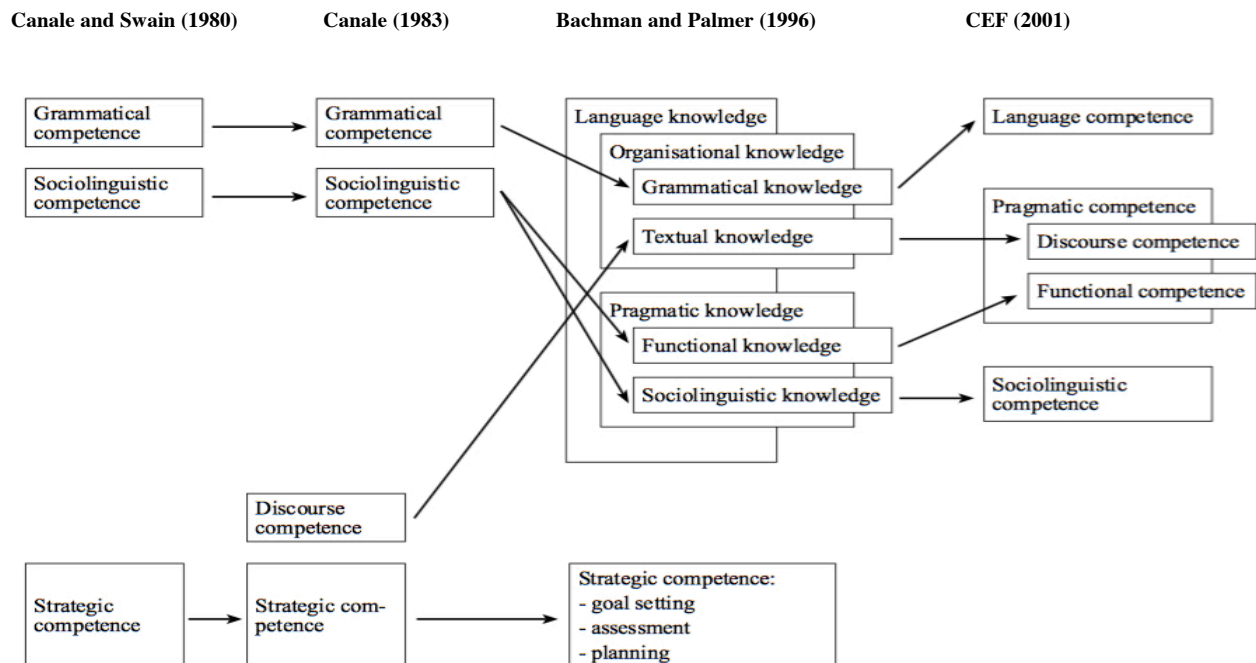 Canale and Swain (1980)
Canale (1983)
Bachman and Palmer (1996)
CEF (2001)
Grammatical
competence
Sociolinguistic
competence
Strategic
competence
Grammatical
competence
Sociolinguistic
competence
Discourse
competence
Strategic com-
petence
Language knowledge
Organisational knowledge
Grammatical knowledge
Textual knowledge
Pragmatic knowledge
Functional knowledge
Sociolinguistic knowledge
Strategic competence:
- goal setting
- assessment
- planning
Language competence
Pragmatic competence
Discourse competence
Functional competence
Sociolinguistic
competence